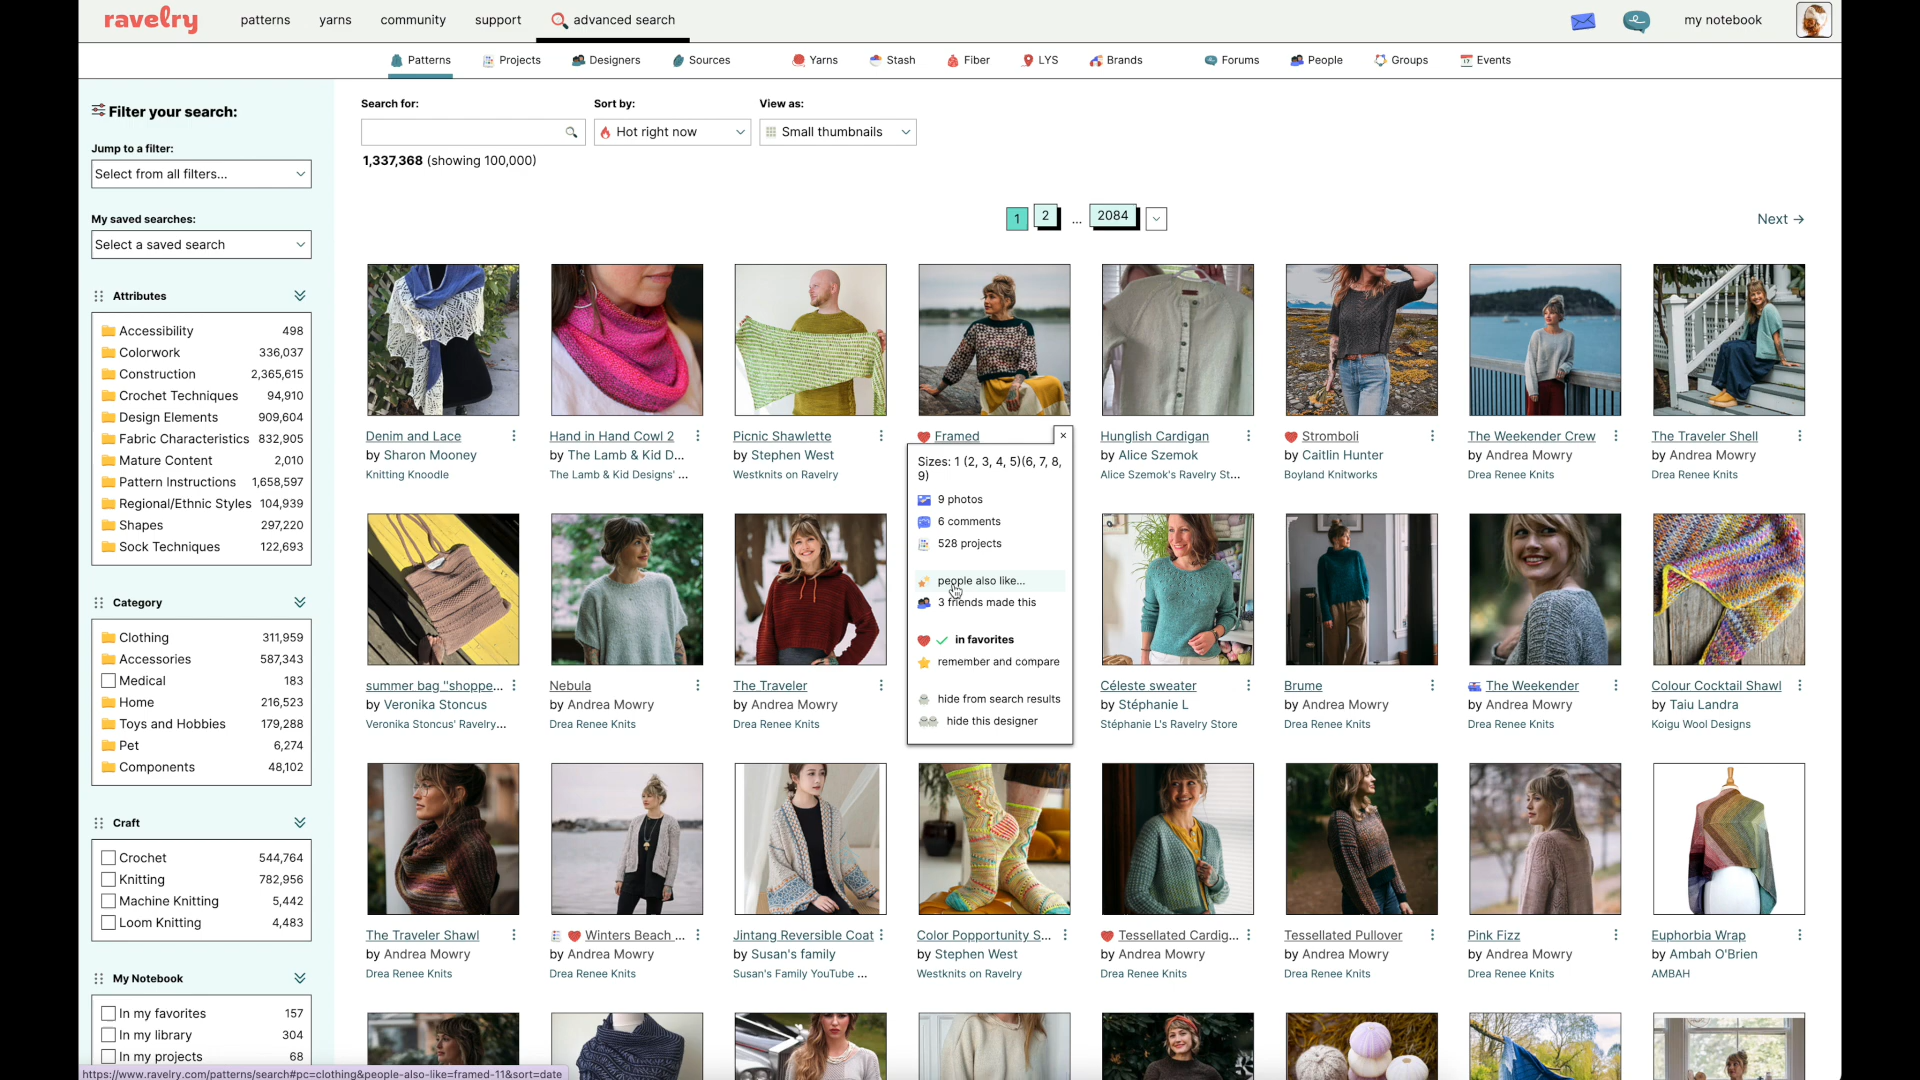 ravelry
patterns
yarns
community
support
advanced search
my notebook
Patterns
Projects
Designers
Sources
Yarns
Stash
Fiber
LYS
Brands
Forums
People
Groups
Events
Filter your search:
Jump to a filter:
Select from all filters...
My saved searches:
Select a saved search
Attributes
Accessibility 498
Colorwork 336,037
Construction 2,365,615
Crochet Techniques 94,910
Design Elements 909,604
Fabric Characteristics 832,905
Mature Content 2,010
Pattern Instructions 1,658,597
Regional/Ethnic Styles 104,939
Shapes 297,220
Sock Techniques 122,693
Category
Clothing 311,959
Accessories 587,343
Medical 183
Home 216,523
Toys and Hobbies 179,288
Pet 6,274
Components 48,102
Craft
Crochet 544,764
Knitting 782,956
Machine Knitting 5,442
Loom Knitting 4,483
My Notebook
In my favorites 157
In my library 304
In my projects 68
https://www.ravelry.com/patterns/search#pc=clothing&people-also-like=framed-11&sort=date
Search for:
Sort by:
Hot right now
View as:
Small thumbnails
1,337,368 (showing 100,000)
1 2 ... 2084
Next →
Denim and Lace
by Sharon Mooney
Knitting Knoodle
Hand in Hand Cowl 2
by The Lamb & Kid D...
The Lamb & Kid Designs' ...
Picnic Shawlette
by Stephen West
Westknits on Ravelry
Framed
×
Sizes: 1 (2, 3, 4, 5)(6, 7, 8,
9)
9 photos
6 comments
528 projects
people also like...
3 friends made this
in favorites
remember and compare
hide from search results
hide this designer
Hunglish Cardigan
by Alice Szemok
Alice Szemok's Ravelry St...
Stromboli
by Caitlin Hunter
Boyland Knitworks
The Weekender Crew
by Andrea Mowry
Drea Renee Knits
The Traveler Shell
by Andrea Mowry
Drea Renee Knits
summer bag "shoppe...
by Veronika Stoncus
Veronika Stoncus' Ravelry...
Nebula
by Andrea Mowry
Drea Renee Knits
The Traveler
by Andrea Mowry
Drea Renee Knits
Céleste sweater
by Stéphanie L
Stéphanie L's Ravelry Store
Brume
by Andrea Mowry
Drea Renee Knits
The Weekender
by Andrea Mowry
Drea Renee Knits
Colour Cocktail Shawl
by Taiu Landra
Koigu Wool Designs
The Traveler Shawl
by Andrea Mowry
Drea Renee Knits
Winters Beach ...
by Andrea Mowry
Drea Renee Knits
Jintang Reversible Coat
by Susan's family
Susan's Family YouTube ...
Color Popportunity S...
by Stephen West
Westknits on Ravelry
Tessellated Cardig...
by Andrea Mowry
Drea Renee Knits
Tessellated Pullover
by Andrea Mowry
Drea Renee Knits
Pink Fizz
by Andrea Mowry
Drea Renee Knits
Euphorbia Wrap
by Ambah O'Brien
AMBAH